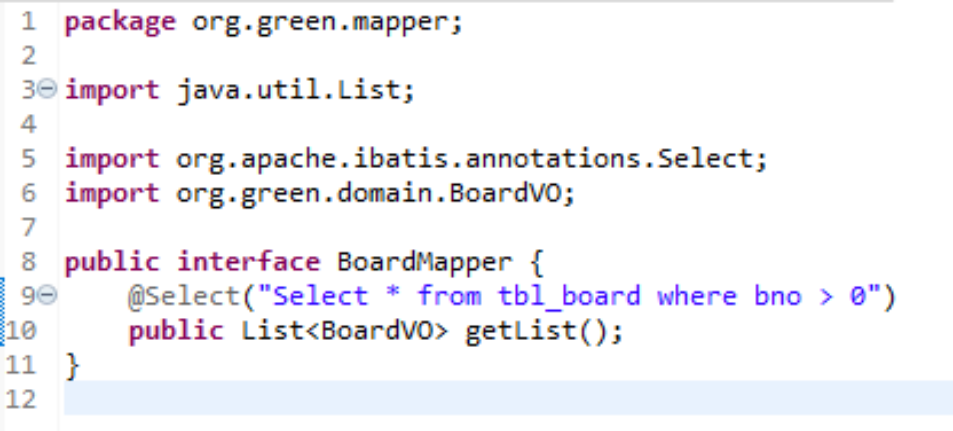 1 package org.green.mapper;
2
3 import java.util.List;
4
5 import org.apache.ibatis.annotations.Select;
6 import org.green.domain.BoardVO;
7
8 public interface BoardMapper {
9     @Select("Select * from tbl_board where bno > 0")
10     public List<BoardVO> getList();
11 }
12